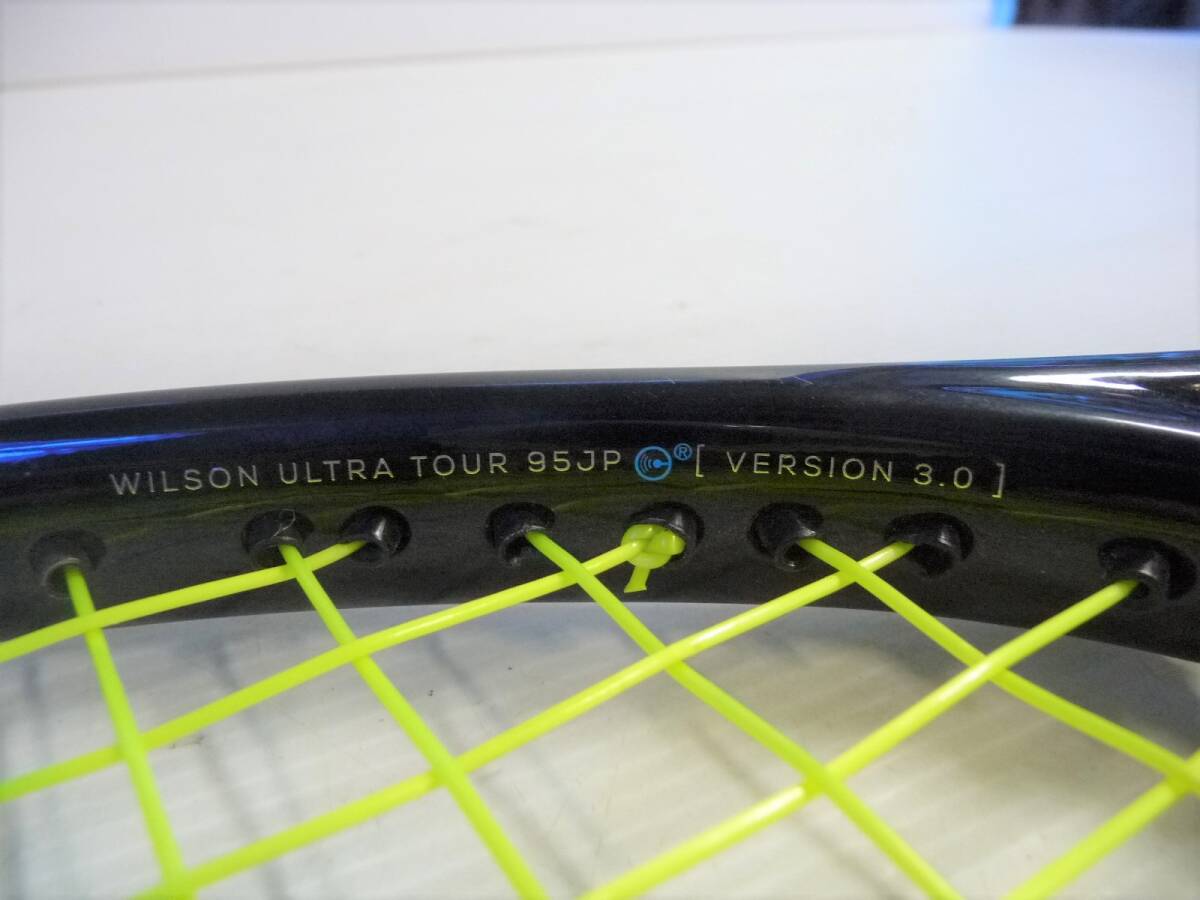 WILSON ULTRA TOUR 95JP ® [ VERSION 3.0 ]